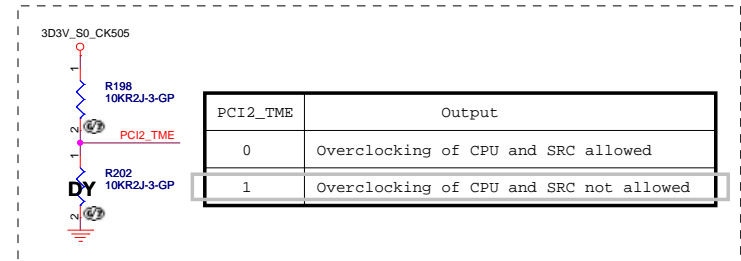 3D3V_S0_CK505
1
R198
10KR2J-3-GP
2
PCI2_TME
1
R202
10KR2J-3-GP
DY
2
PCI2_TME Output
0 Overclocking of CPU and SRC allowed
1 Overclocking of CPU and SRC not allowed